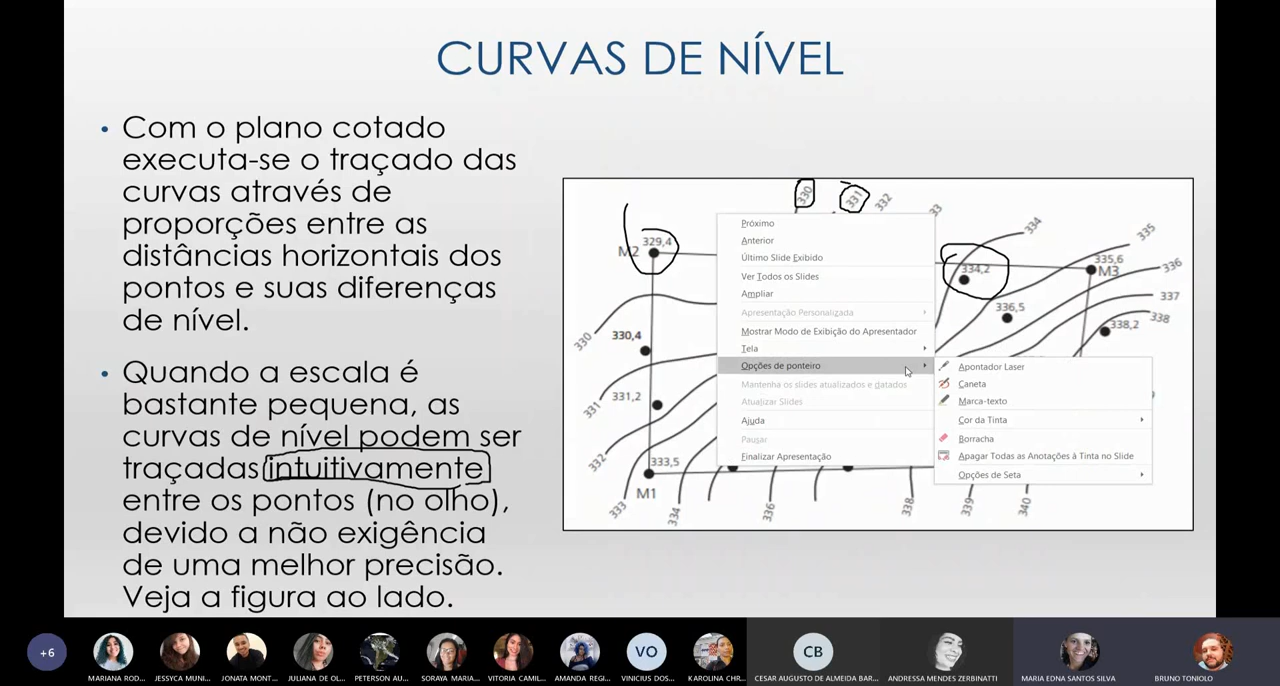 CURVAS DE NÍVEL
• Com o plano cotado
executa-se o traçado das
curvas através de
proporções entre as
distâncias horizontais dos
pontos e suas diferenças
de nível.
• Quando a escala é
bastante pequena, as
curvas de nível podem ser
traçadas intuitivamente
entre os pontos (no olho),
devido a não exigência
de uma melhor precisão.
Veja a figura ao lado.
330
331
332
33
334
335
336
337
338
M2
329,4
334,2
335,6
M3
336,5
338,2
330
330,4
331
331,2
332
333,5
M1
333
334
336
338
339
340
Próximo
Anterior
Último Slide Exibido
Ver Todos os Slides
Ampliar
Apresentação Personalizada
Mostrar Modo de Exibição do Apresentador
Tela
Opções de ponteiro
Mantenha os slides atualizados e datados
Atualizar Slides
Ajuda
Pausar
Finalizar Apresentação
Apontador Laser
Caneta
Marca-texto
Cor da Tinta
Borracha
Apagar Todas as Anotações à Tinta no Slide
Opções de Seta
+6
VO
CB
MARIANA ROD...
JESSYCA MUNI...
JONATA MONT...
JULIANA DE OL...
PETERSON AU...
SORAYA MARIA...
VITORIA CAMIL...
AMANDA REGI...
VINICIUS DOS...
KAROLINA CHR...
CESAR AUGUSTO DE ALMEIDA BAR...
ANDRESSA MENDES ZERBINATTI
MARIA EDNA SANTOS SILVA
BRUNO TONIOLO